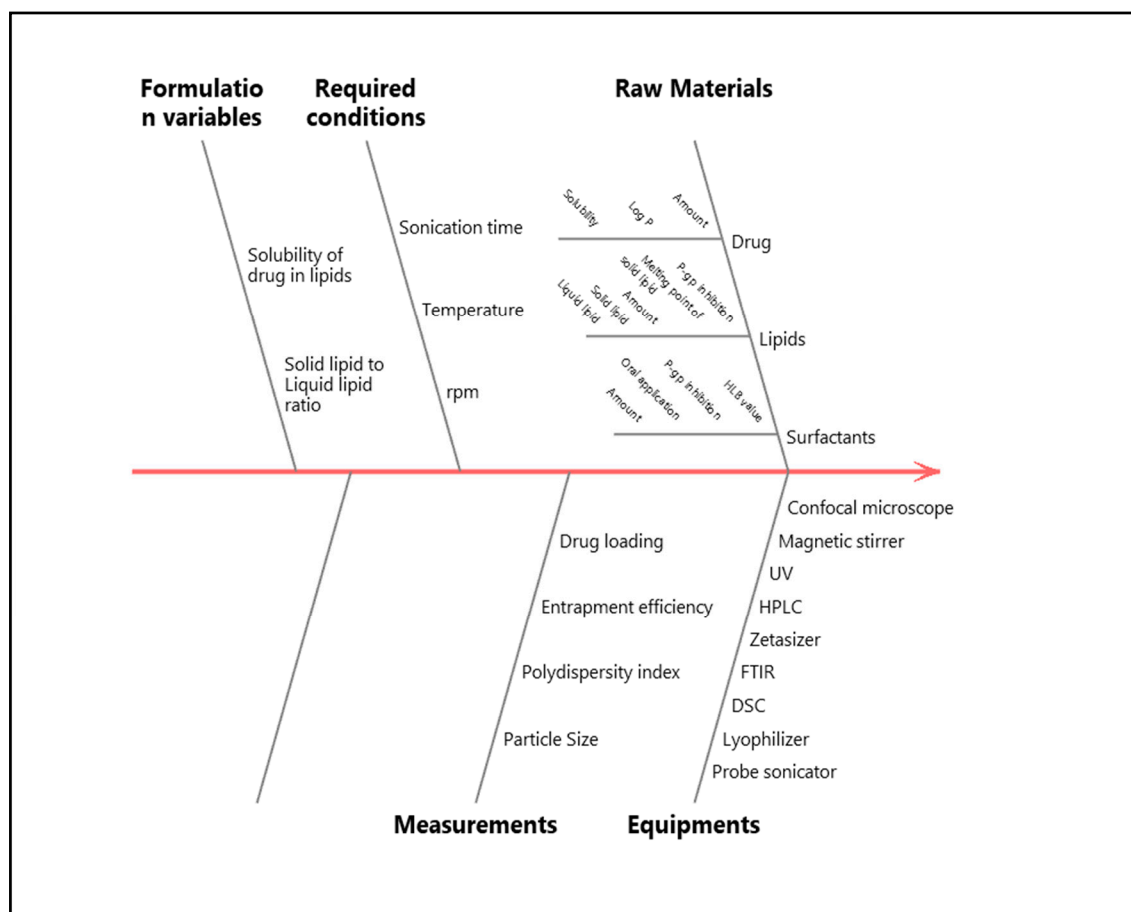 Formulatio
n variables
Required
conditions
Raw Materials
Solubility of
drug in lipids
Solid lipid to
Liquid lipid
ratio
Sonication time
Temperature
rpm
Solubility
Log P
Amount
Drug
Liquid lipid
Solid lipid
Amount
Melting point of
solid lipid
P-gp inhibition
Lipids
Amount
Oral application
P-gp inhibition
HLB value
Surfactants
Drug loading
Entrapment efficiency
Polydispersity index
Particle Size
Measurements
Confocal microscope
Magnetic stirrer
UV
HPLC
Zetasizer
FTIR
DSC
Lyophilizer
Probe sonicator
Equipments